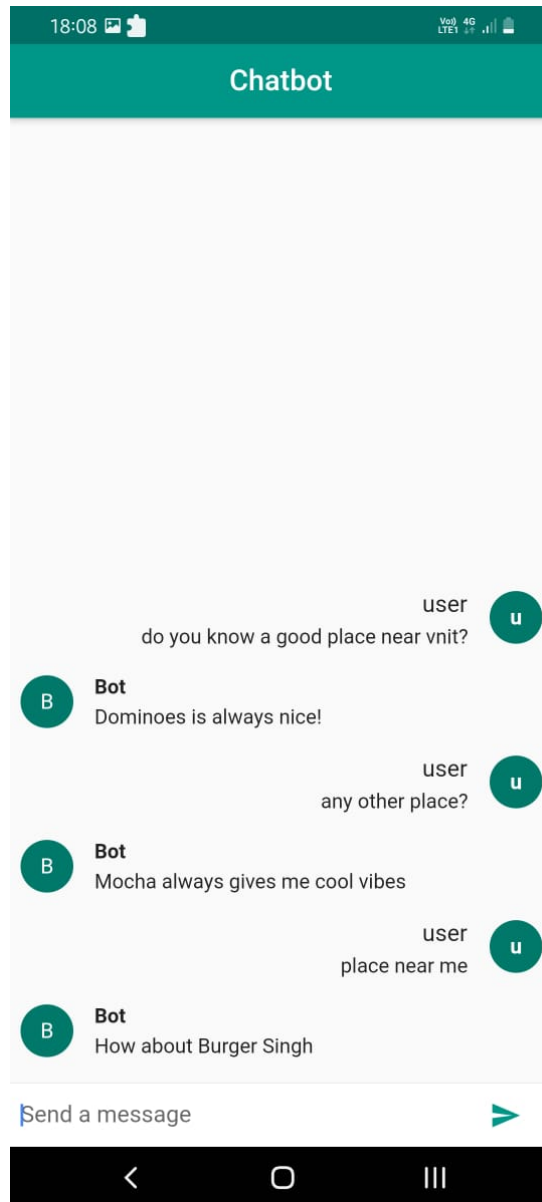 18:08
Vo)) 4G
LTE1
Chatbot
user
do you know a good place near vnit?
u
Bot
B
Dominoes is always nice!
user
any other place?
u
Bot
B
Mocha always gives me cool vibes
user
place near me
u
Bot
B
How about Burger Singh
Send a message